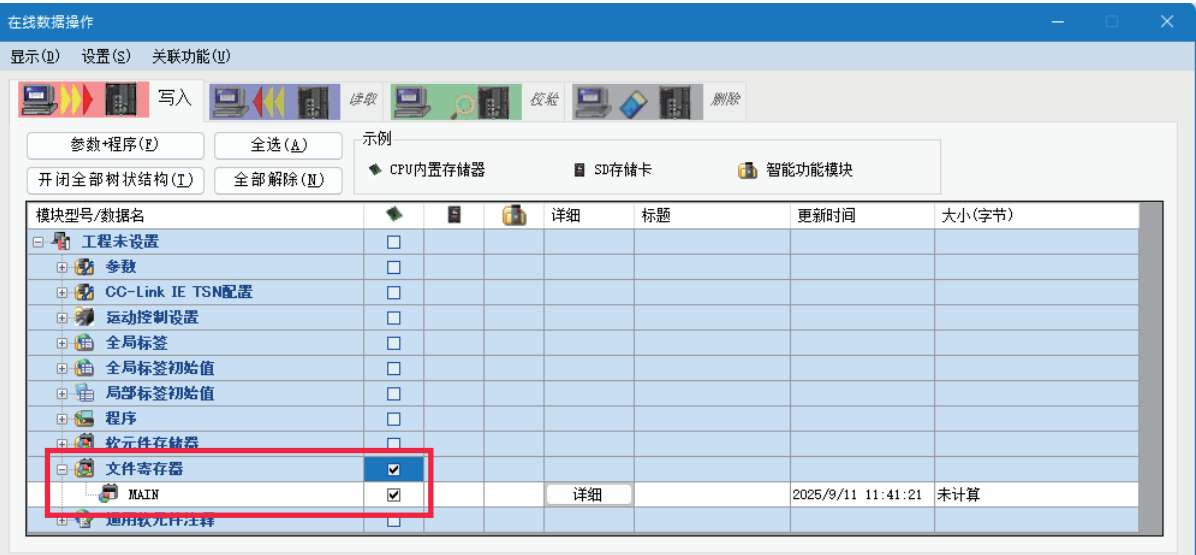 在线数据操作
显示(D) 设置(S) 关联功能(U)
写入 读取 校验 删除
参数+程序(F) 全选(A) 示例
CPU内置存储器 SD存储卡 智能功能模块
开闭全部树状结构(T) 全部解除(N)
模块型号/数据名 详细 标题 更新时间 大小(字节)
工程未设置
参数
CC-Link IE TSN配置
运动控制设置
全局标签
全局标签初始值
局部标签初始值
程序
软元件存储器
文件寄存器
MAIN 详细 2025/9/11 11:41:21 未计算
通用软元件注释